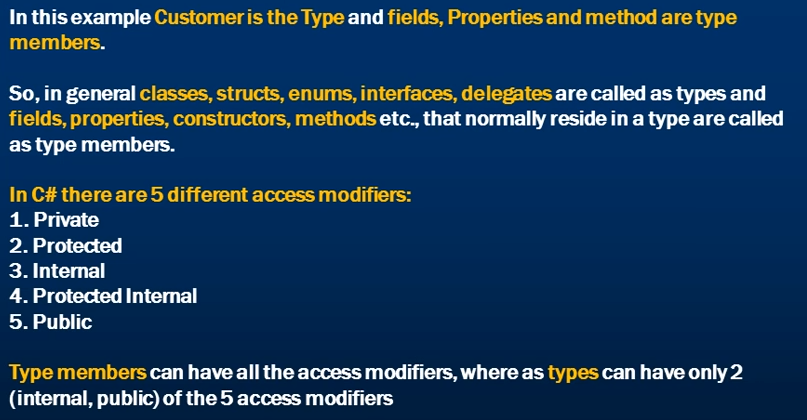 In this example Customer is the Type and fields, Properties and method are type
members.
So, in general classes, structs, enums, interfaces, delegates are called as types and
fields, properties, constructors, methods etc., that normally reside in a type are called
as type members.
In C# there are 5 different access modifiers:
1. Private
2. Protected
3. Internal
4. Protected Internal
5. Public
Type members can have all the access modifiers, where as types can have only 2
(internal, public) of the 5 access modifiers